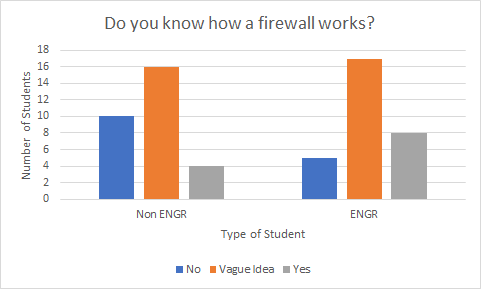 Do you know how a firewall works?
Number of Students
18
16
14
12
10
8
6
4
2
0
Non ENGR ENGR
Type of Student
No Vague Idea Yes